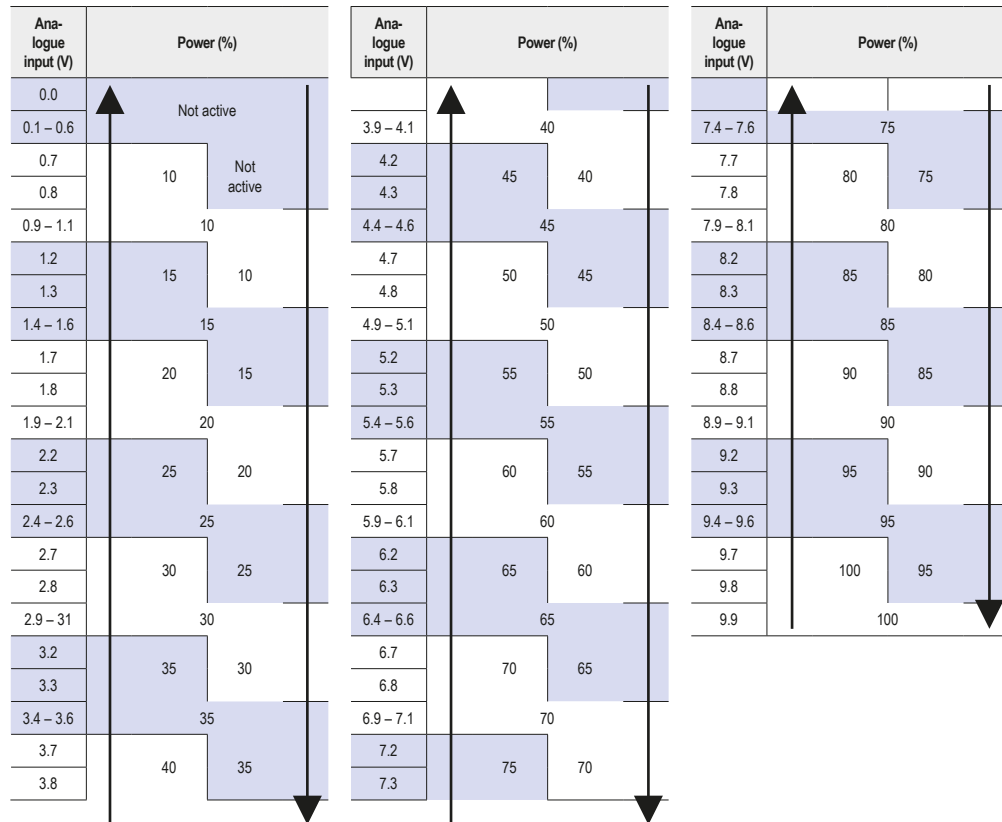 Ana-
logue
input (V)
Power (%)
0.0
Not active
0.1 – 0.6
0.7
10
Not
active
0.8
0.9 – 1.1
10
1.2
15
10
1.3
1.4 – 1.6
15
1.7
20
15
1.8
1.9 – 2.1
20
2.2
25
20
2.3
2.4 – 2.6
25
2.7
30
25
2.8
2.9 – 31
30
3.2
35
30
3.3
3.4 – 3.6
35
3.7
40
35
3.8
Ana-
logue
input (V)
Power (%)
3.9 – 4.1
40
4.2
45
40
4.3
4.4 – 4.6
45
4.7
50
45
4.8
4.9 – 5.1
50
5.2
55
50
5.3
5.4 – 5.6
55
5.7
60
55
5.8
5.9 – 6.1
60
6.2
65
60
6.3
6.4 – 6.6
65
6.7
70
65
6.8
6.9 – 7.1
70
7.2
75
70
7.3
Ana-
logue
input (V)
Power (%)
7.4 – 7.6
75
7.7
80
75
7.8
7.9 – 8.1
80
8.2
85
80
8.3
8.4 – 8.6
85
8.7
90
85
8.8
8.9 – 9.1
90
9.2
95
90
9.3
9.4 – 9.6
95
9.7
100
95
9.8
9.9
100